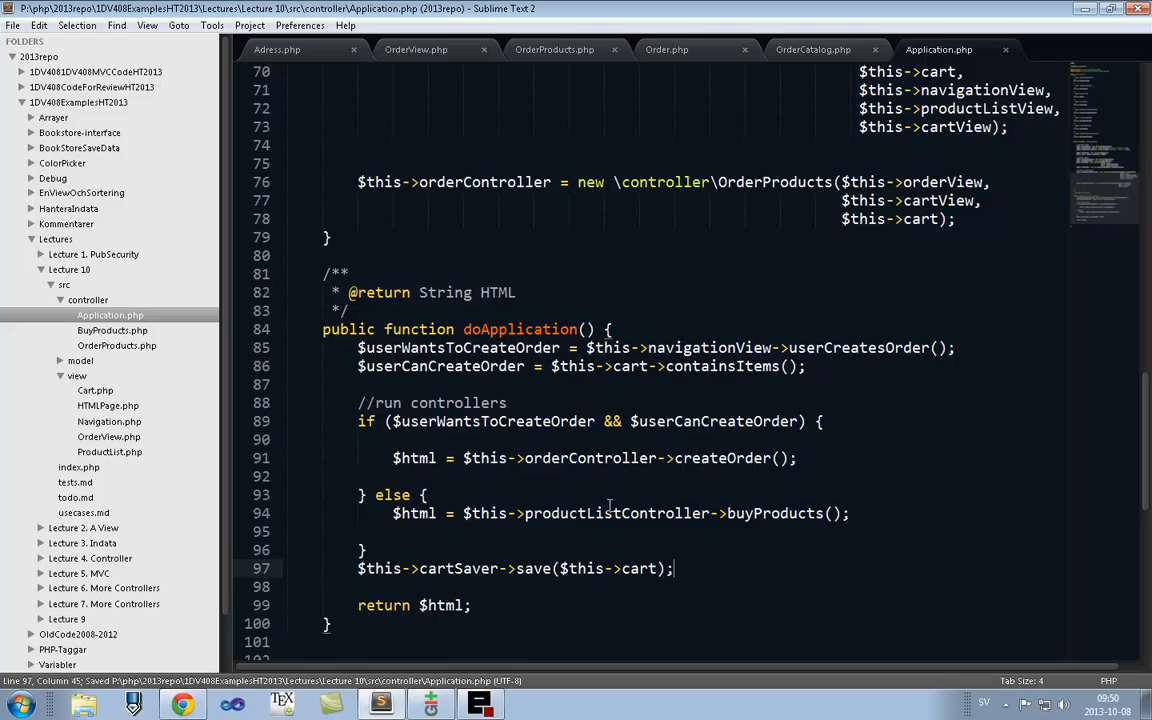 P:\php\2013repo\1DV408ExamplesHT2013\Lectures\Lecture 10\src\controller\Application.php (2013repo) - Sublime Text 2
File Edit Selection Find View Goto Tools Project Preferences Help
FOLDERS
2013repo
1DV4081DV408MVCCodeHT2013
1DV408CodeForReviewHT2013
1DV408ExamplesHT2013
Arrayer
Bookstore-interface
BookStoreSaveData
ColorPicker
Debug
EnViewOchSortering
HanteraIndata
Kommentarer
Lectures
Lecture 1. PubSecurity
Lecture 10
src
controller
Application.php
BuyProducts.php
OrderProducts.php
model
view
Cart.php
HTMLPage.php
Navigation.php
OrderView.php
ProductList.php
index.php
tests.md
todo.md
usecases.md
Lecture 2. A View
Lecture 3. Indata
Lecture 4. Controller
Lecture 5. MVC
Lecture 6. More Controllers
Lecture 7. More Controllers
Lecture 9
OldCode2008-2012
PHP-Taggar
Variabler
Adress.php OrderView.php OrderProducts.php Order.php OrderCatalog.php Application.php
70 $this->cart,
71 $this->navigationView,
72 $this->productListView,
73 $this->cartView);
74
75
76 $this->orderController = new \controller\OrderProducts($this->orderView,
77 $this->cartView,
78 $this->cart);
79 }
80
81 /**
82 * @return String HTML
83 */
84 public function doApplication() {
85 $userWantsToCreateOrder = $this->navigationView->userCreatesOrder();
86 $userCanCreateOrder = $this->cart->containsItems();
87
88 //run controllers
89 if ($userWantsToCreateOrder && $userCanCreateOrder) {
90
91 $html = $this->orderController->createOrder();
92
93 } else {
94 $html = $this->productListController->buyProducts();
95
96 }
97 $this->cartSaver->save($this->cart);
98
99 return $html;
100 }
101
Line 97, Column 45; Saved P:\php\2013repo\1DV408ExamplesHT2013\Lectures\Lecture 10\src\controller\Application.php (UTF-8) Tab Size: 4 PHP
SV
09:50
2013-10-08